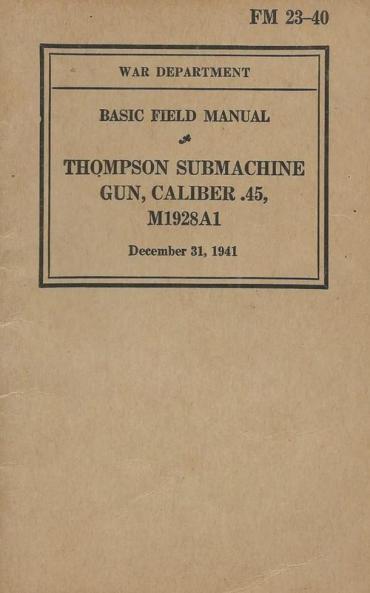 FM 23–40
WAR DEPARTMENT
BASIC FIELD MANUAL
THOMPSON SUBMACHINE
GUN, CALIBER .45,
M1928A1
December 31, 1941